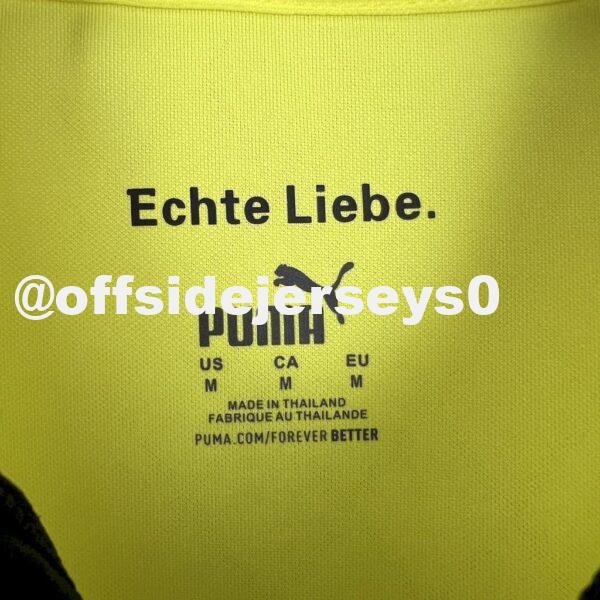 Echte Liebe.
@offsidejerseys0
PUMA
US CA EU
M M M
MADE IN THAILAND
FABRIQUE AU THAILANDE
PUMA.COM/FOREVER BETTER